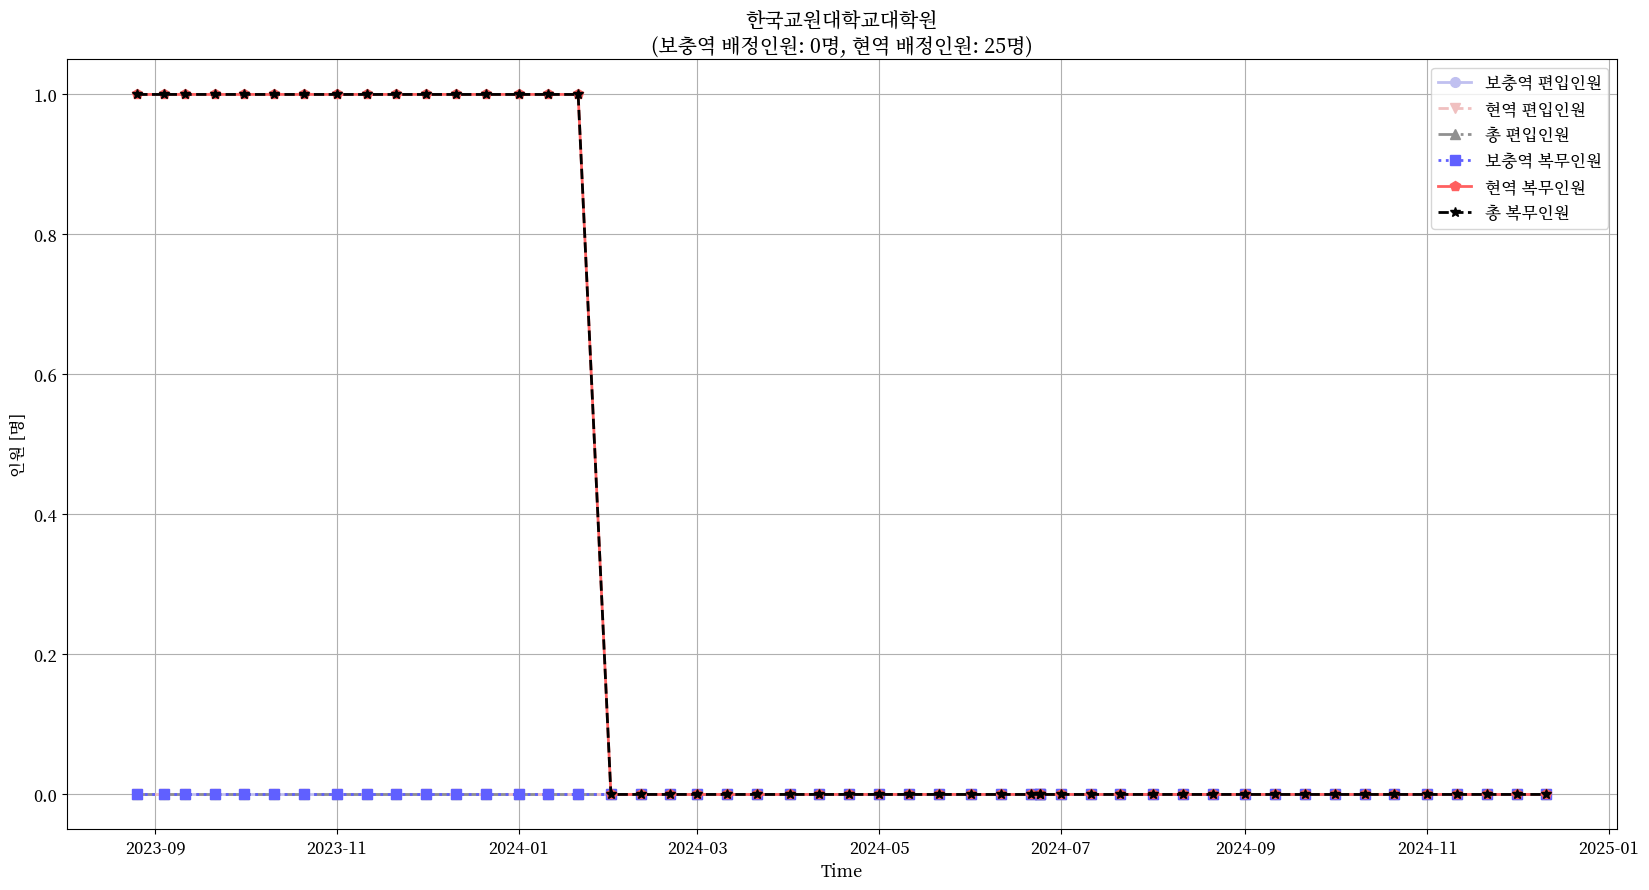 한국교원대학교대학원
(보충역 배정인원: 0명, 현역 배정인원: 25명)
1.0
0.8
0.6
0.4
0.2
0.0
인원 [명]
보충역 편입인원
현역 편입인원
총 편입인원
보충역 복무인원
현역 복무인원
총 복무인원
2023-09
2023-11
2024-01
2024-03
2024-05
2024-07
2024-09
2024-11
2025-01
Time